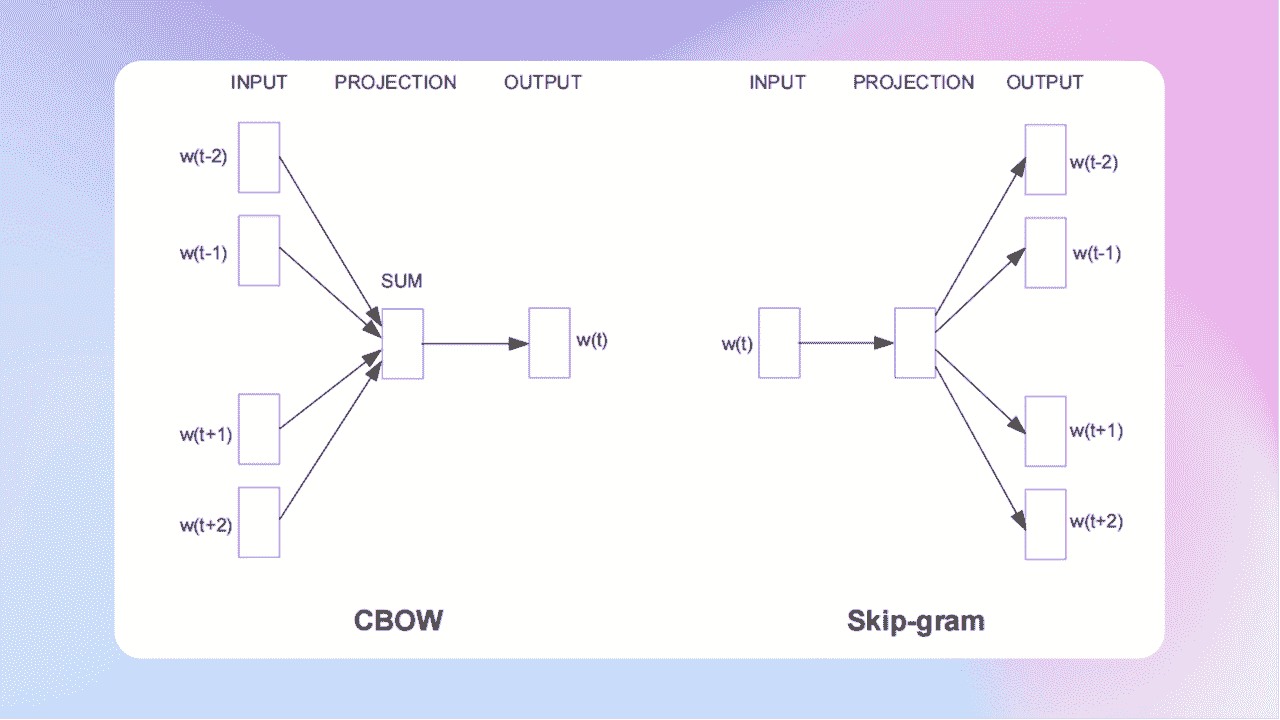 INPUT PROJECTION OUTPUT
w(t-2)
w(t-1)
SUM
w(t)
w(t+1)
w(t+2)
CBOW
INPUT PROJECTION OUTPUT
w(t-2)
w(t-1)
w(t)
w(t+1)
w(t+2)
Skip-gram